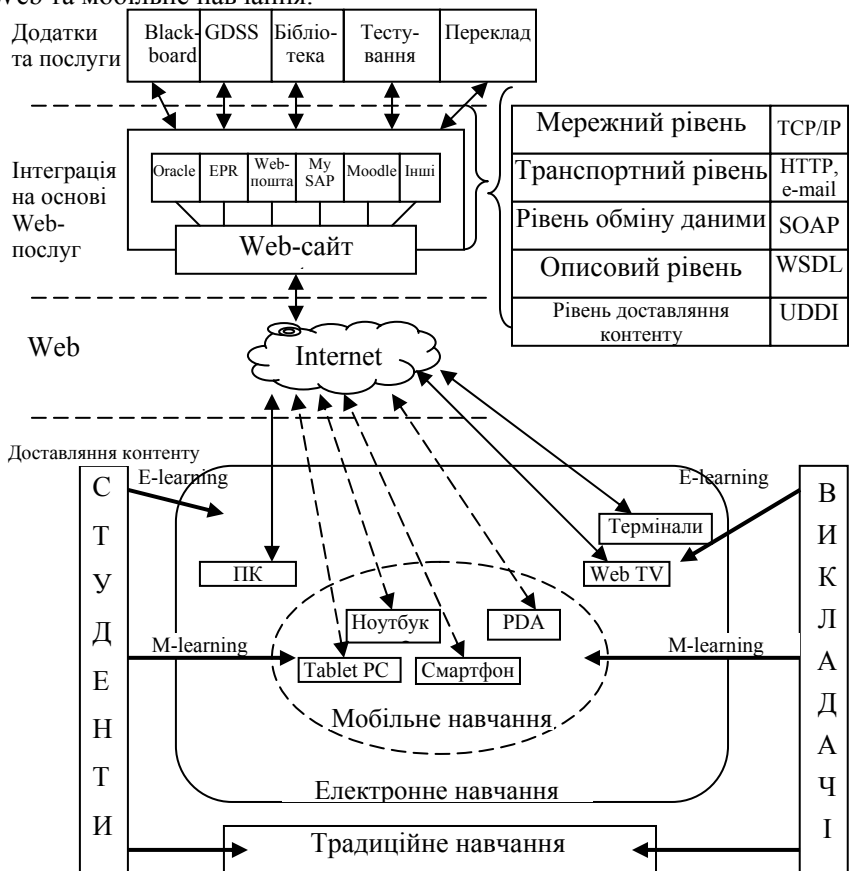 Web та мобільне навчання.
Додатки
та послуги
Black-
board
GDSS
Бібліо-
тека
Тесту-
вання
Переклад
Інтеграція
на основі
Web-
послуг
Oracle
EPR
Web-
пошта
My
SAP
Moodle
Інші
Web-сайт
Мережний рівень
TCP/IP
Транспортний рівень
HTTP,
e-mail
Рівень обміну даними
SOAP
Описовий рівень
WSDL
Рівень доставляння
контенту
UDDI
Web
Internet
Доставляння контенту
СТУДЕНТИ
E-learning
E-learning
ВИКЛАДАЧІ
Термінали
ПК
Web TV
Ноутбук
PDA
M-learning
M-learning
Tablet PC
Смартфон
Мобільне навчання
Електронне навчання
Традиційне навчання